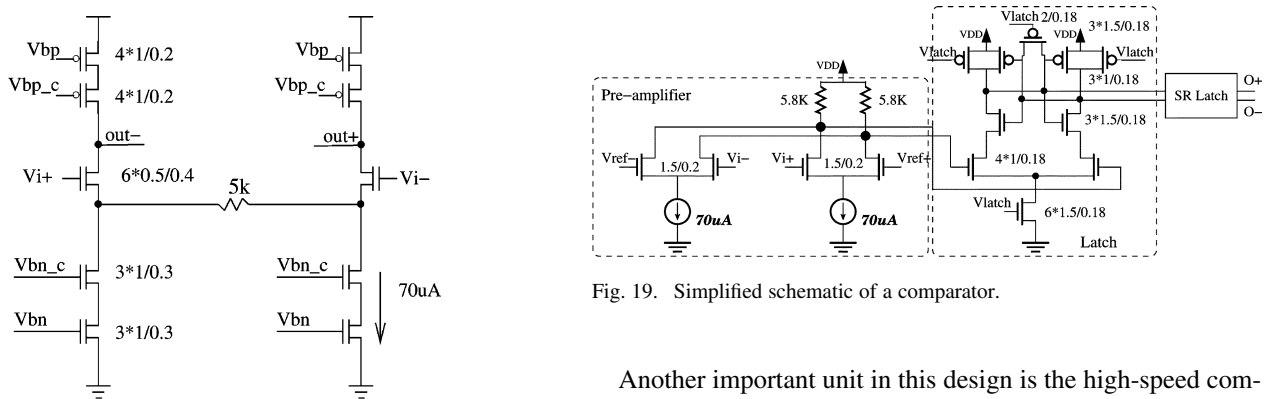 Vbp
4*1/0.2
Vbp
Vbp_c
4*1/0.2
Vbp_c
out−
out+
Vi+
6*0.5/0.4
Vi−
5k
Vbn_c
3*1/0.3
Vbn_c
70uA
Vbn
3*1/0.3
Vbn
Vlatch 2/0.18
3*1.5/0.18
VDD
VDD
Vlatch
Vlatch
VDD
3*1/0.18
Pre−amplifier
5.8K
5.8K
SR Latch
O+
O−
3*1.5/0.18
Vref−
1.5/0.2
Vi−
Vi+
1.5/0.2
Vref+
4*1/0.18
70uA
70uA
Vlatch
6*1.5/0.18
Latch
Fig. 19. Simplified schematic of a comparator.
Another important unit in this design is the high-speed com-